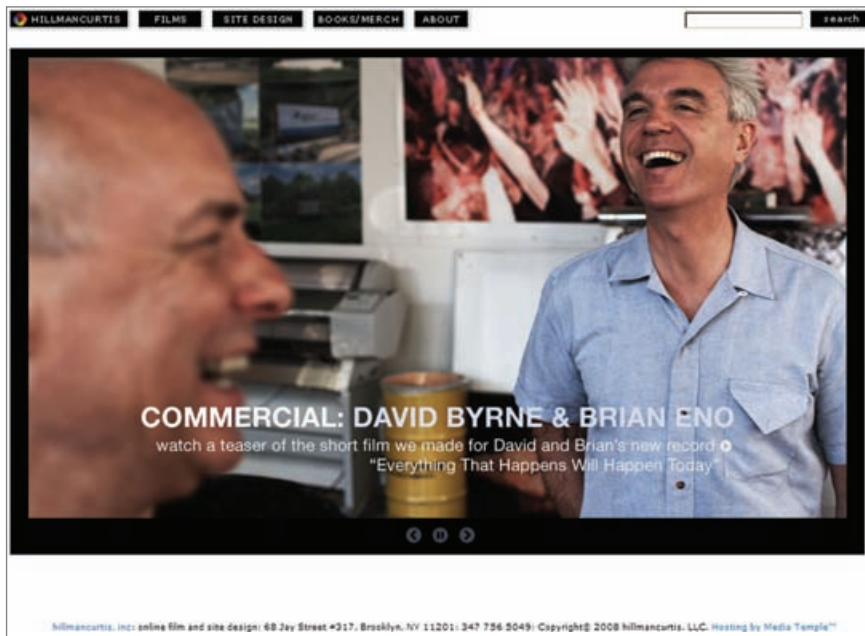 HILLMANCURTIS FILMS SITE DESIGN BOOKS/MERCH ABOUT search
COMMERCIAL: DAVID BYRNE & BRIAN ENO
watch a teaser of the short film we made for David and Brian's new record
“Everything That Happens Will Happen Today”
hillmancurtis, inc: online film and site design: 68 Jay Street #317, Brooklyn, NY 11201: 347 756 5049: Copyright© 2008 hillmancurtis, LLC. Hosting by Media Temple™